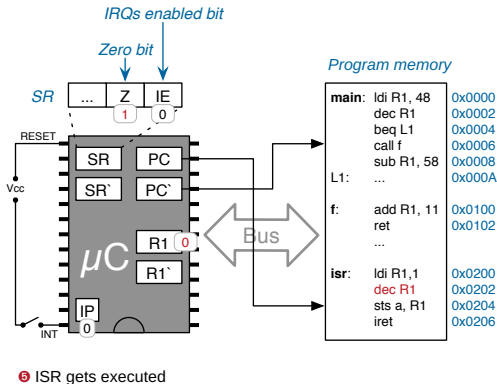 IRQs enabled bit
Zero bit
SR ... Z IE
1 0
Program memory
main: ldi R1, 48 0x0000
dec R1 0x0002
beq L1 0x0004
call f 0x0006
sub R1, 58 0x0008
L1: ... 0x000A
f: add R1, 11 0x0100
ret 0x0102
...
isr: ldi R1,1 0x0200
dec R1 0x0202
sts a, R1 0x0204
iret 0x0206
RESET
Vcc
INT
SR PC
SR` PC`
R1 0
µC
R1`
IP
0
Bus
❺ ISR gets executed